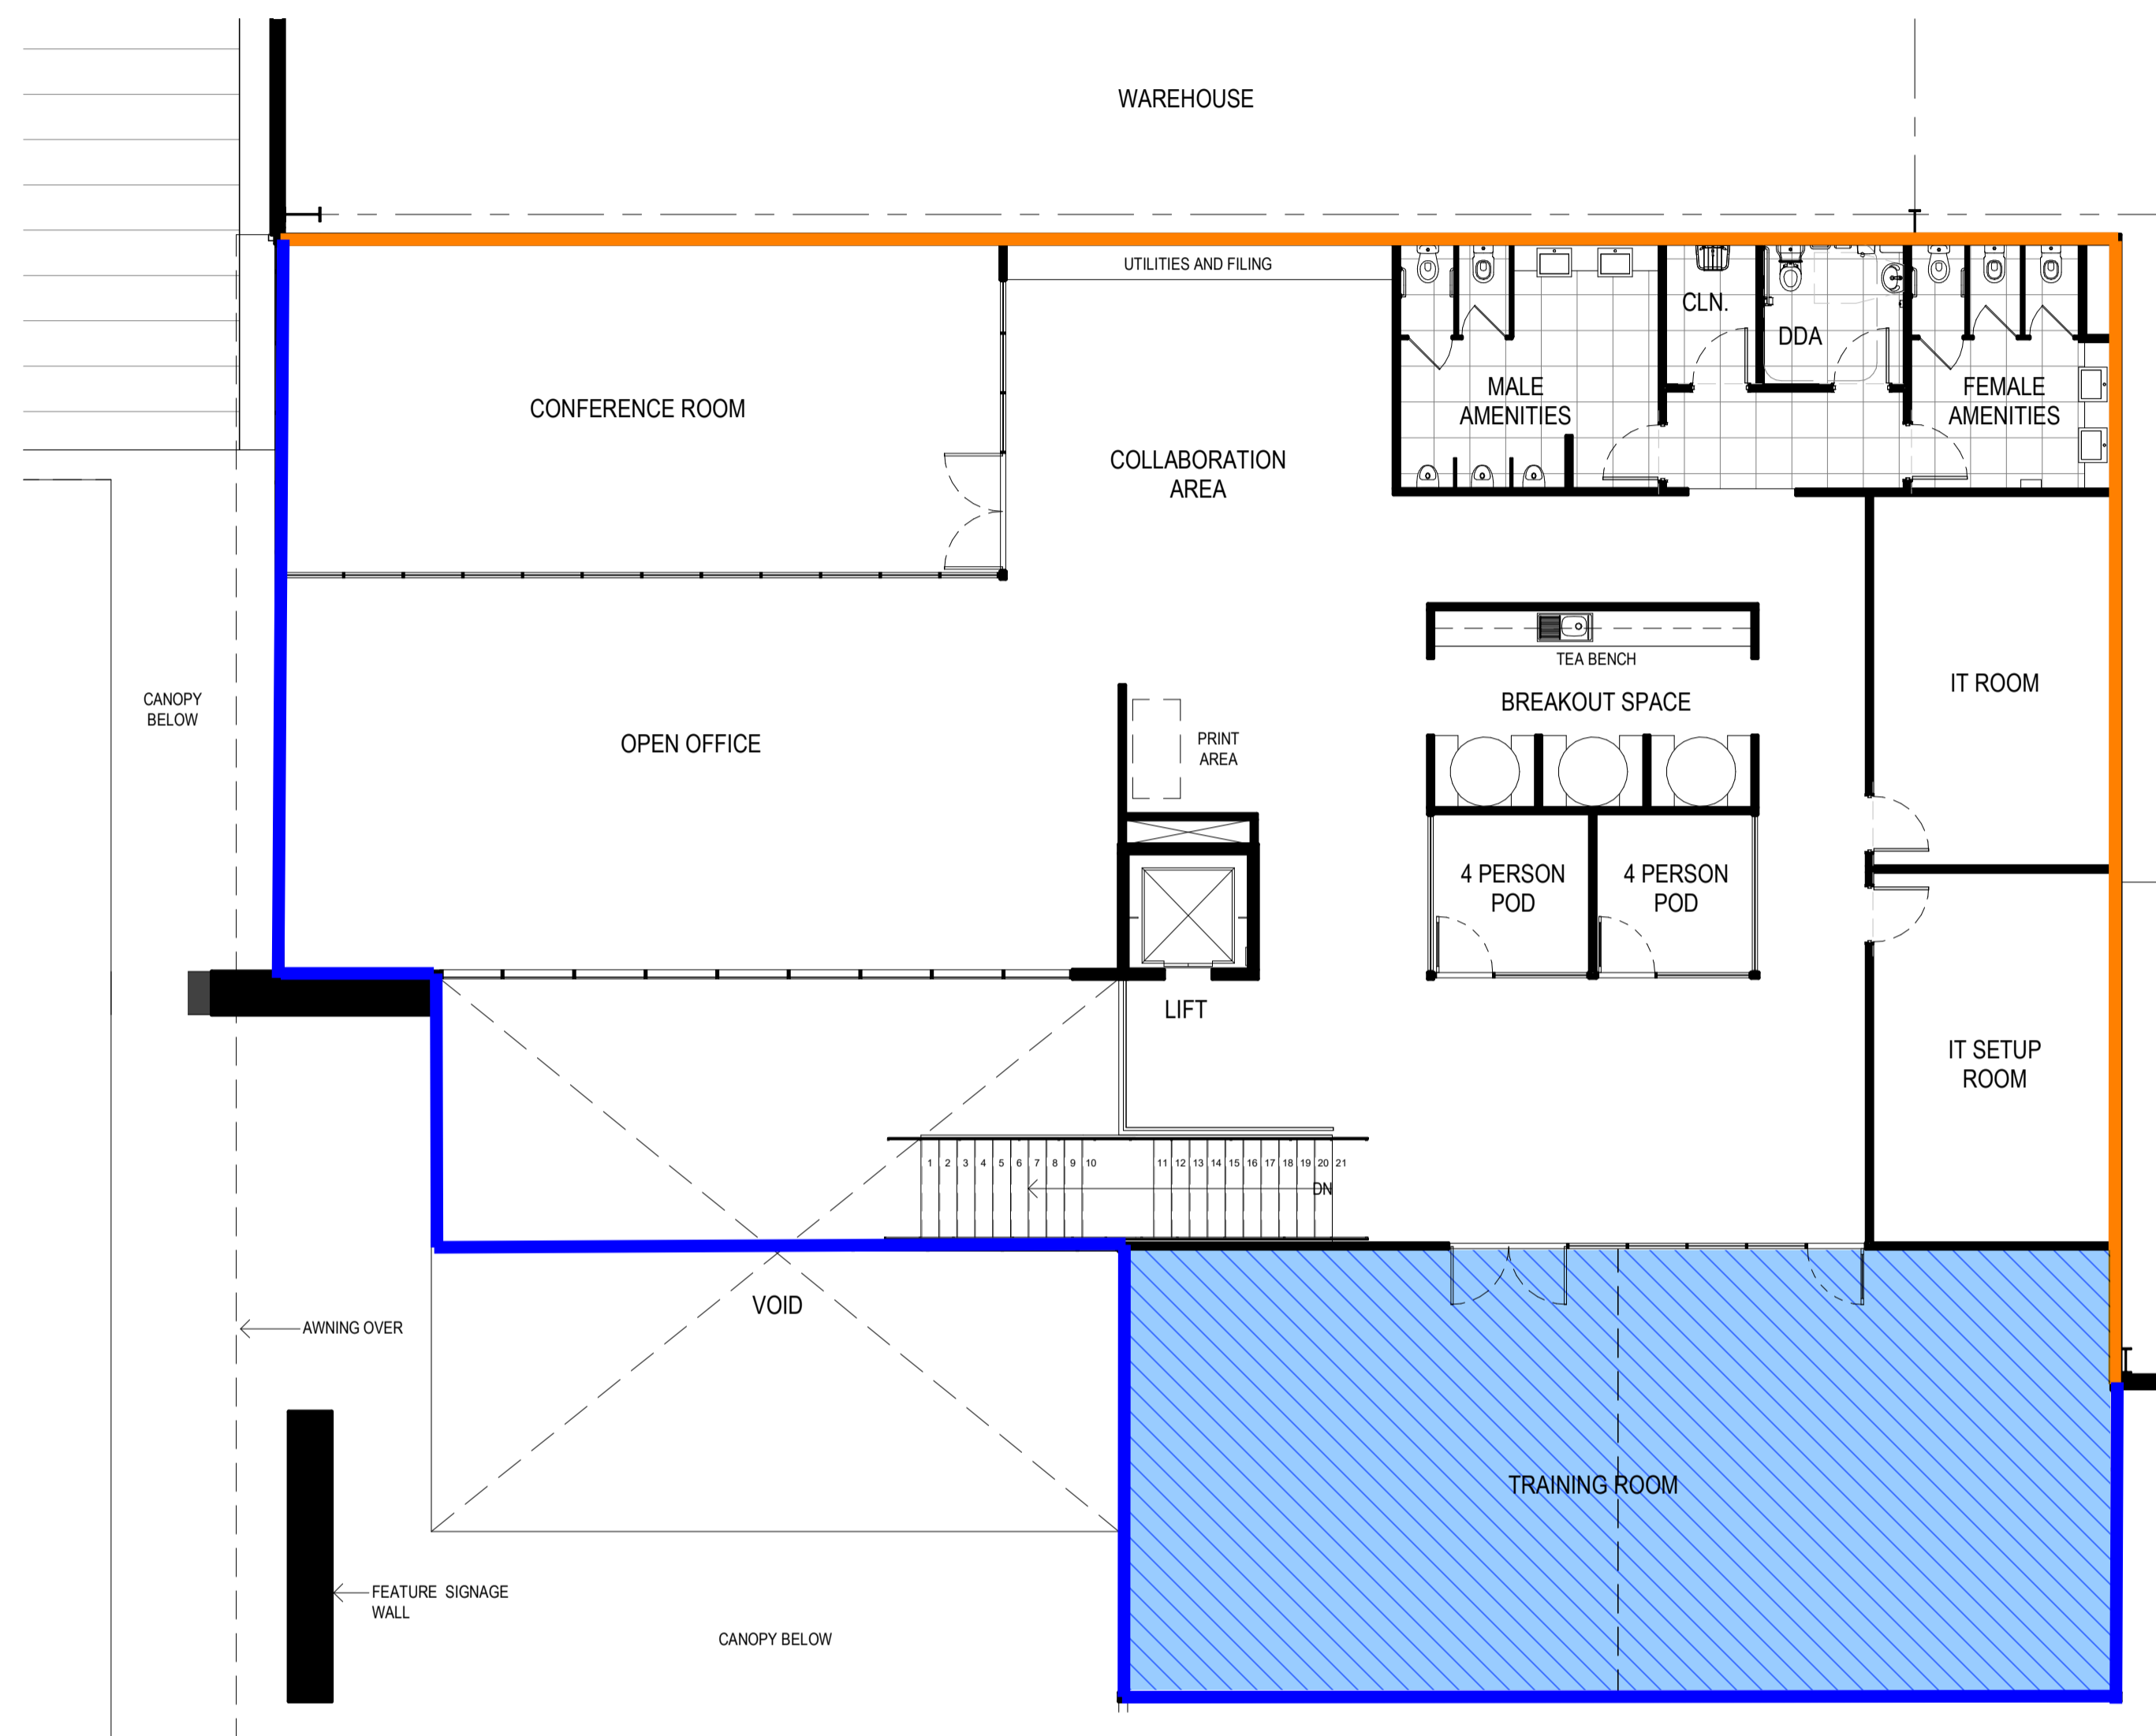 WAREHOUSE
UTILITIES AND FILING
CLN.
DDA
MALE
AMENITIES
FEMALE
AMENITIES
CONFERENCE ROOM
COLLABORATION
AREA
TEA BENCH
BREAKOUT SPACE
IT ROOM
CANOPY
BELOW
OPEN OFFICE
PRINT
AREA
4 PERSON
POD
4 PERSON
POD
LIFT
IT SETUP
ROOM
1 2 3 4 5 6 7 8 9 10 11 12 13 14 15 16 17 18 19 20 21
DN
VOID
AWNING OVER
TRAINING ROOM
FEATURE SIGNAGE
WALL
CANOPY BELOW